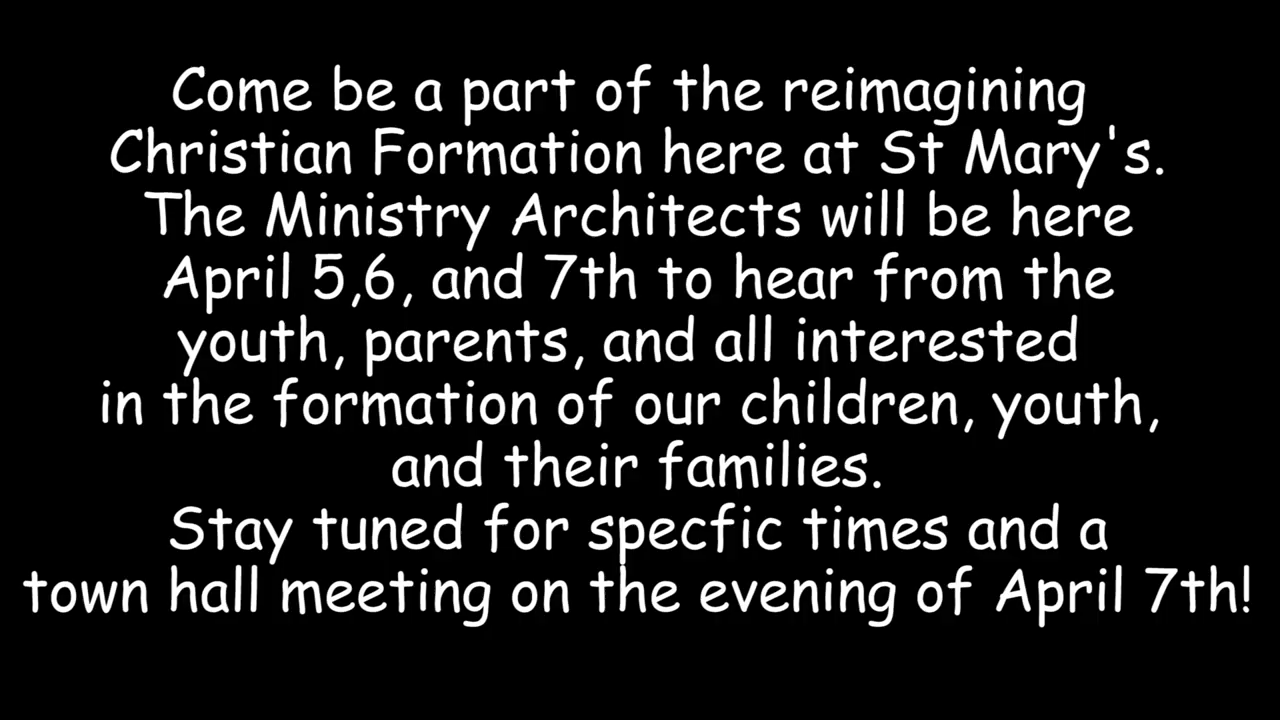 Come be a part of the reimagining
Christian Formation here at St Mary's.
The Ministry Architects will be here
April 5,6, and 7th to hear from the
youth, parents, and all interested
in the formation of our children, youth,
and their families.
Stay tuned for specfic times and a
town hall meeting on the evening of April 7th!